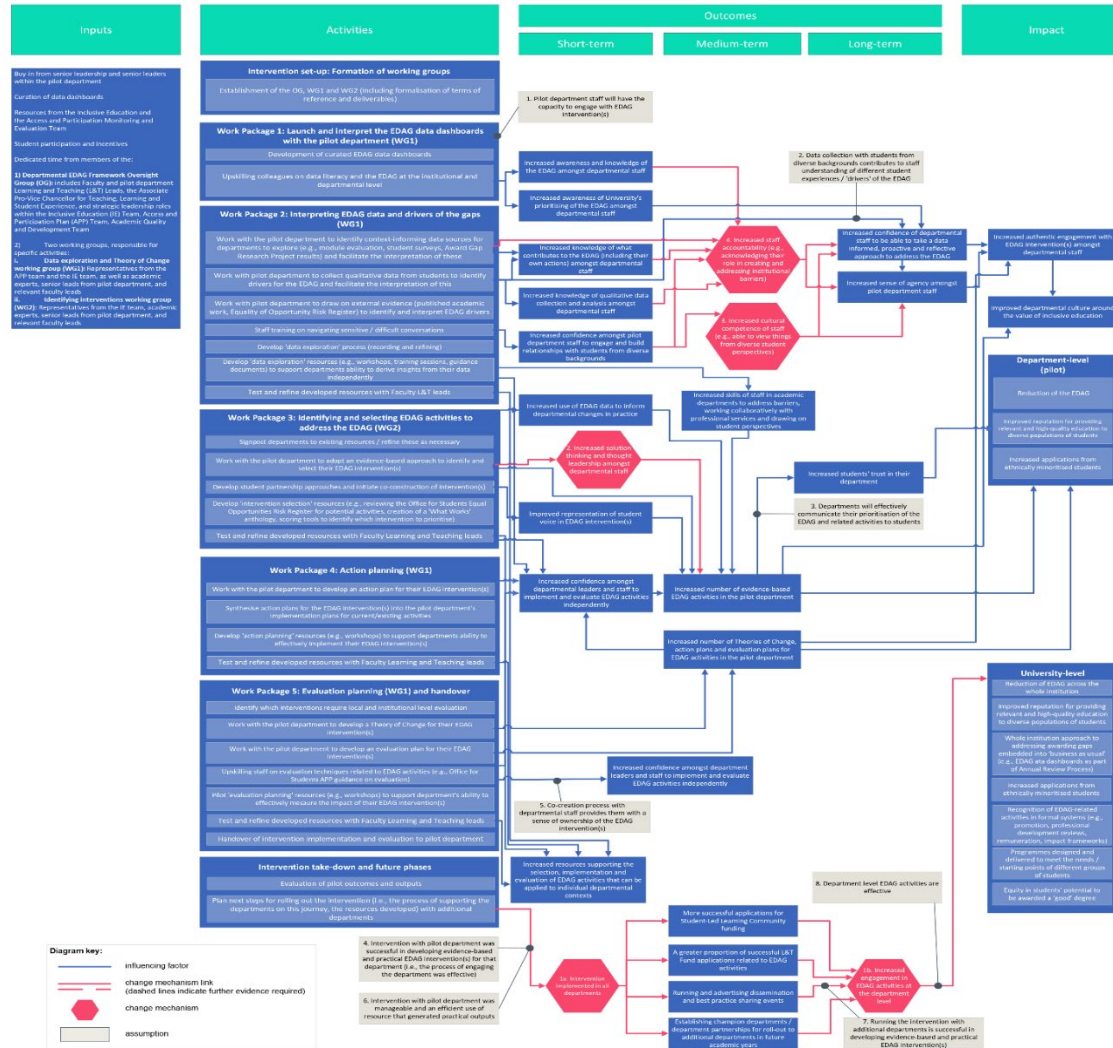 Inputs
Activities
Outcomes
Impact
Short-term
Medium-term
Long-term
Buy-in from senior leadership and senior leaders
within the pilot department
Curation of data dashboards
Resources from the Inclusive Education and
the Access and Participation Monitoring and
Evaluation Team
Student participation and incentives
Dedicated time from members of the:
1) Departmental EDAG Framework Oversight
Group (OG): includes Faculty and pilot department
Learning and Teaching (L&T) Leads, the Associate
Pro-Vice Chancellor for Teaching, Learning and
Student Experience, and strategic leadership roles
within the Inclusive Education (IE) Team, Access and
Participation Plan (APP) Team, Academic Quality
and Development Team
2) Two working groups, responsible for
specific activities:
i. Data exploration and Theory of Change
working group (WG1): Representatives from the
APP team and the IE team, as well as academic
experts, senior leads from pilot department, and
relevant faculty leads
ii. Identifying interventions working group
(WG2): Representatives from the IE team, academic
experts, senior leads from pilot department, and
relevant faculty leads
Intervention set-up: Formation of working groups
Establishment of the OG, WG1 and WG2 (including formalisation of terms of
reference and deliverables)
Work Package 1: Launch and interpret the EDAG data dashboards
with the pilot department (WG1)
Development of curated EDAG data dashboards
Upskilling colleagues on data literacy and the EDAG at the institutional and
departmental level
Work Package 2: Interpreting EDAG data and drivers of the gaps
(WG1)
Work with the pilot department to identify context-informing data sources for
departments to explore (e.g., module evaluation, student surveys, Award Gap
Research Project results) and facilitate the interpretation of these
Work with pilot department to collect qualitative data from students to identify
drivers for the EDAG and facilitate the interpretation of this
Work with pilot department to draw on external evidence (published academic
work, Equality of Opportunity Risk Register) to identify and interpret EDAG drivers
Staff training on navigating sensitive / difficult conversations
Develop 'data exploration' process (recording and refining)
Develop 'data exploration' resources (e.g., workshops, training sessions, guidance
documents) to support departments ability to derive insights from their data
independently
Test and refine developed resources with Faculty L&T leads
Work Package 3: Identifying and selecting EDAG activities to
address the EDAG (WG2)
Signpost departments to existing resources / refine these as necessary
Work with the pilot department to adopt an evidence-based approach to identify and
select their EDAG intervention(s)
Develop student partnership approaches and initiate co-construction of intervention(s)
Develop 'intervention selection' resources (e.g., reviewing the Office for Students Equal
Opportunities Risk Register for potential activities, creation of a 'What Works'
anthology, scoring tools to identify which intervention to prioritise)
Test and refine developed resources with Faculty Learning and Teaching leads
Work Package 4: Action planning (WG1)
Work with the pilot department to develop an action plan for their EDAG intervention(s)
Synthesise action plans for the EDAG intervention(s) into the pilot department's
implementation plans for current/existing activities
Develop 'action planning' resources (e.g., workshops) to support departments ability to
effectively implement their EDAG intervention(s)
Test and refine developed resources with Faculty Learning and Teaching leads
Work Package 5: Evaluation planning (WG1) and handover
Identify which interventions require local and institutional level evaluation
Work with the pilot department to develop a Theory of Change for their EDAG
intervention(s)
Work with the pilot department to develop an evaluation plan for their EDAG
intervention(s)
Upskilling staff on evaluation techniques related to EDAG activities (e.g., Office for
Students APP guidance on evaluation)
Pilot 'evaluation planning' resources (e.g., workshops) to support department's ability to
effectively measure the impact of their EDAG intervention(s)
Test and refine developed resources with Faculty Learning and Teaching leads
Handover of intervention implementation and evaluation to pilot department
Intervention take-down and future phases
Evaluation of pilot outcomes and outputs
Plan next steps for rolling out the intervention (i.e., the process of supporting the
departments on this journey, the resources developed) with additional
departments
1. Pilot department staff will have the
capacity to engage with EDAG
intervention(s)
Increased awareness and knowledge of
the EDAG amongst departmental staff
Increased awareness of University's
prioritising of the EDAG amongst
departmental staff
Increased knowledge of what
contributes to the EDAG (including their
own actions) amongst departmental
staff
Increased knowledge of qualitative data
collection and analysis amongst
departmental staff
Increased confidence amongst pilot
department staff to engage and build
relationships with students from diverse
backgrounds
Increased use of EDAG data to inform
departmental changes in practice
2. Increased solution
thinking and thought
leadership amongst
departmental staff
Improved representation of student
voice in EDAG intervention(s)
Increased confidence amongst
departmental leaders and staff to
implement and evaluate EDAG activities
independently
4. Increased staff
accountability (e.g.,
acknowledging their
role in creating and
addressing institutional
barriers)
3. Increased cultural
competence of staff
(e.g., able to view things
from diverse student
perspectives)
Increased skills of staff in academic
departments to address barriers,
working collaboratively with
professional services and drawing on
student perspectives
Increased number of evidence-based
EDAG activities in the pilot department
Increased number of Theories of Change,
action plans and evaluation plans for
EDAG activities in the pilot department
2. Data collection with students from
diverse backgrounds contributes to staff
understanding of different student
experiences / 'drivers' of the EDAG
Increased confidence of departmental
staff to be able to take a data
informed, proactive and reflective
approach to address the EDAG
Increased sense of agency amongst
pilot department staff
Increased students' trust in their
department
3. Departments will effectively
communicate their prioritisation of the
EDAG and related activities to students
Increased authentic engagement with
EDAG intervention(s) amongst
departmental staff
Improved departmental culture around
the value of inclusive education
Department-level
(pilot)
Reduction of the EDAG
Improved reputation for providing
relevant and high-quality education to
diverse populations of students
Increased applications from
ethnically minoritised students
University-level
Reduction of EDAG across the
whole institution
Improved reputation for providing
relevant and high-quality education
to diverse populations of students
Whole institution approach to
addressing awarding gaps
embedded into 'business as usual'
(e.g., EDAG ata dashboards as part
of Annual Review Process)
Increased applications from
ethnically minoritised students
Recognition of EDAG-related
activities in formal systems (e.g.,
promotion, professional
development reviews,
remuneration, impact frameworks)
Programmes designed and
delivered to meet the needs /
starting points of different groups
of students
Equity in students' potential to
be awarded a 'good' degree
Increased confidence amongst department
leaders and staff to implement and evaluate
EDAG activities independently
5. Co-creation process with
departmental staff provides them with a
sense of ownership of the EDAG
intervention(s)
Increased resources supporting the
selection, implementation and
evaluation of EDAG activities that can be
applied to individual departmental
contexts
8. Department level EDAG activities are
effective
4. Intervention with pilot department was
successful in developing evidence-based
and practical EDAG intervention(s) for that
department (i.e., the process of engaging
the department was effective)
6. Intervention with pilot department was
manageable and an efficient use of
resource that generated practical outputs
1a. Intervention
implemented in all
departments
More successful applications for
Student-Led Learning Community
funding
A greater proportion of successful L&T
Fund applications related to EDAG
activities
Running and advertising dissemination
and best practice sharing events
Establishing champion departments /
department partnerships for roll-out to
additional departments in future
academic years
1b. Increased
engagement in
EDAG activities at
the department
level
7. Running the intervention with
additional departments is successful in
developing evidence-based and practical
EDAG intervention(s)
Diagram key:
influencing factor
change mechanism link
(dashed lines indicate further evidence required)
change mechanism
assumption